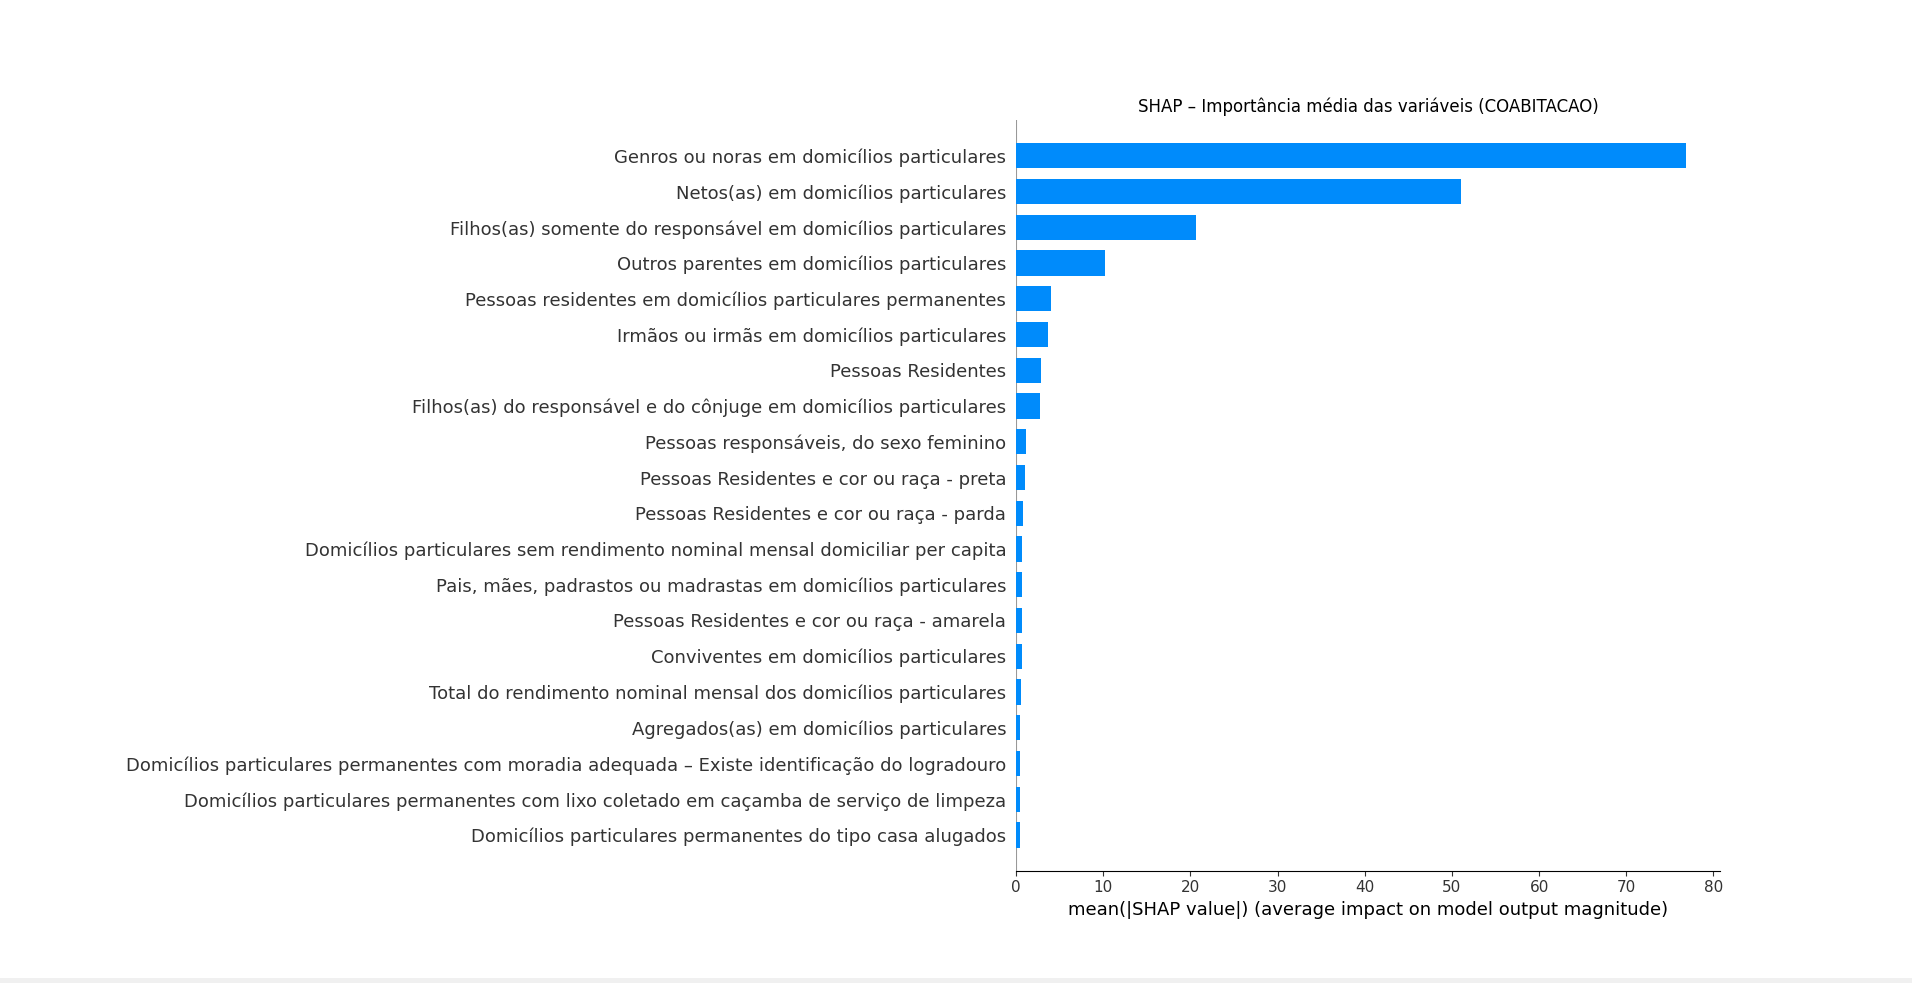 SHAP – Importância média das variáveis (COABITACAO)
Genros ou noras em domicílios particulares
Netos(as) em domicílios particulares
Filhos(as) somente do responsável em domicílios particulares
Outros parentes em domicílios particulares
Pessoas residentes em domicílios particulares permanentes
Irmãos ou irmãs em domicílios particulares
Pessoas Residentes
Filhos(as) do responsável e do cônjuge em domicílios particulares
Pessoas responsáveis, do sexo feminino
Pessoas Residentes e cor ou raça - preta
Pessoas Residentes e cor ou raça - parda
Domicílios particulares sem rendimento nominal mensal domiciliar per capita
Pais, mães, padrastos ou madrastas em domicílios particulares
Pessoas Residentes e cor ou raça - amarela
Conviventes em domicílios particulares
Total do rendimento nominal mensal dos domicílios particulares
Agregados(as) em domicílios particulares
Domicílios particulares permanentes com moradia adequada – Existe identificação do logradouro
Domicílios particulares permanentes com lixo coletado em caçamba de serviço de limpeza
Domicílios particulares permanentes do tipo casa alugados
0 10 20 30 40 50 60 70 80
mean(|SHAP value|) (average impact on model output magnitude)